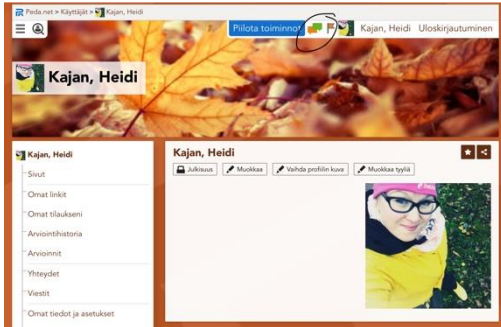 Peda.net > Käyttäjät > Kajan, Heidi
Piilota toiminnot
Kajan, Heidi Uloskirjautuminen
Kajan, Heidi
Kajan, Heidi
Sivut
Omat linkit
Omat tilaukseni
Arviointihistoria
Arvioinnit
Yhteydet
Viestit
Omat tiedot ja asetukset
Kajan, Heidi
Julkisuus Muokkaa Vaihda profiilin kuva Muokkaa tyyliä